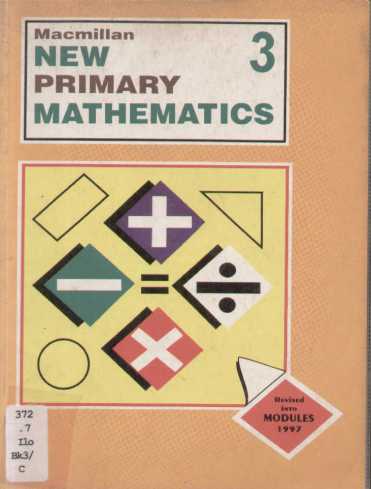 Macmillan
NEW 3
PRIMARY
MATHEMATICS
Revised
into
MODULES
1997
372
.7
Ilo
Bk3/
C